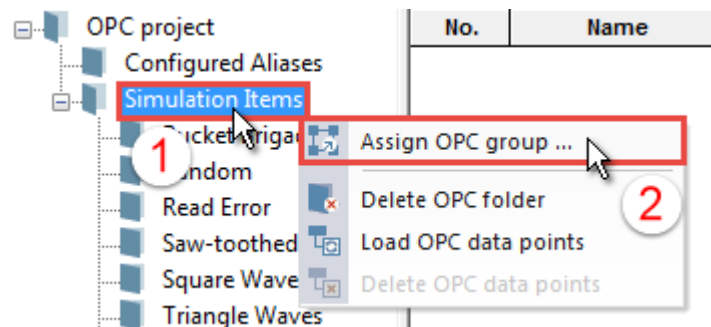 OPC project
No. Name
Configured Aliases
Simulation Items
1
Assign OPC group ...
Read Error
Delete OPC folder
2
Saw-toothed
Load OPC data points
Square Wave
Delete OPC data points
Triangle Waves